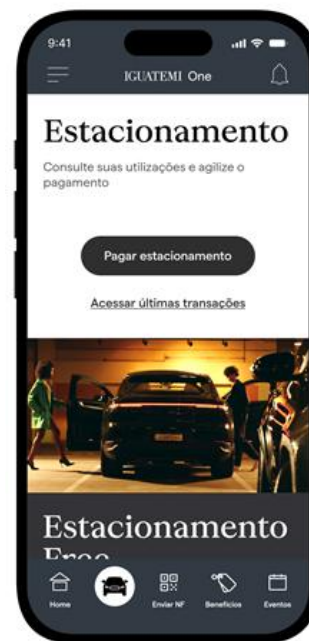 9:41
IGUATEMI One
Estacionamento
Consulte suas utilizações e agilize o
pagamento
Pagar estacionamento
Acessar últimas transações
Estacionamento
Home
Enviar NF
Benefícios
Eventos